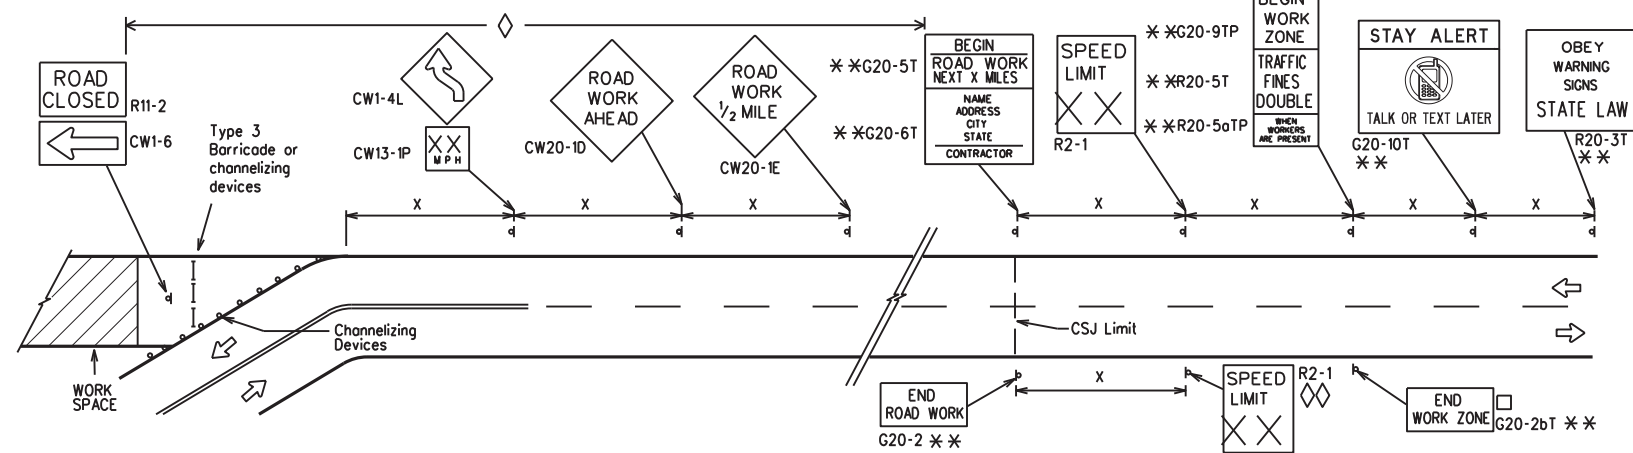 ROAD
CLOSED
R11-2
CW1-6
Type 3
Barricade or
channelizing
devices
CW1-4L
XX
MPH
CW13-1P
ROAD
WORK
AHEAD
CW20-1D
ROAD
WORK
1/2 MILE
CW20-1E
* *G20-5T
* *G20-6T
BEGIN
ROAD WORK
NEXT X MILES
NAME
ADDRESS
CITY
STATE
CONTRACTOR
SPEED
LIMIT
X X
R2-1
* *G20-9TP
* *R20-5T
* *R20-5aTP
BEGIN
WORK
ZONE
TRAFFIC
FINES
DOUBLE
WHEN
WORKERS
ARE PRESENT
STAY ALERT
TALK OR TEXT LATER
G20-10T
* *
OBEY
WARNING
SIGNS
STATE LAW
R20-3T
* *
X X X X X X X
Channelizing
Devices
WORK
SPACE
CSJ Limit
X
END
ROAD WORK
G20-2 * *
SPEED
LIMIT
X X
R2-1
END
WORK ZONE
G20-2bT * *